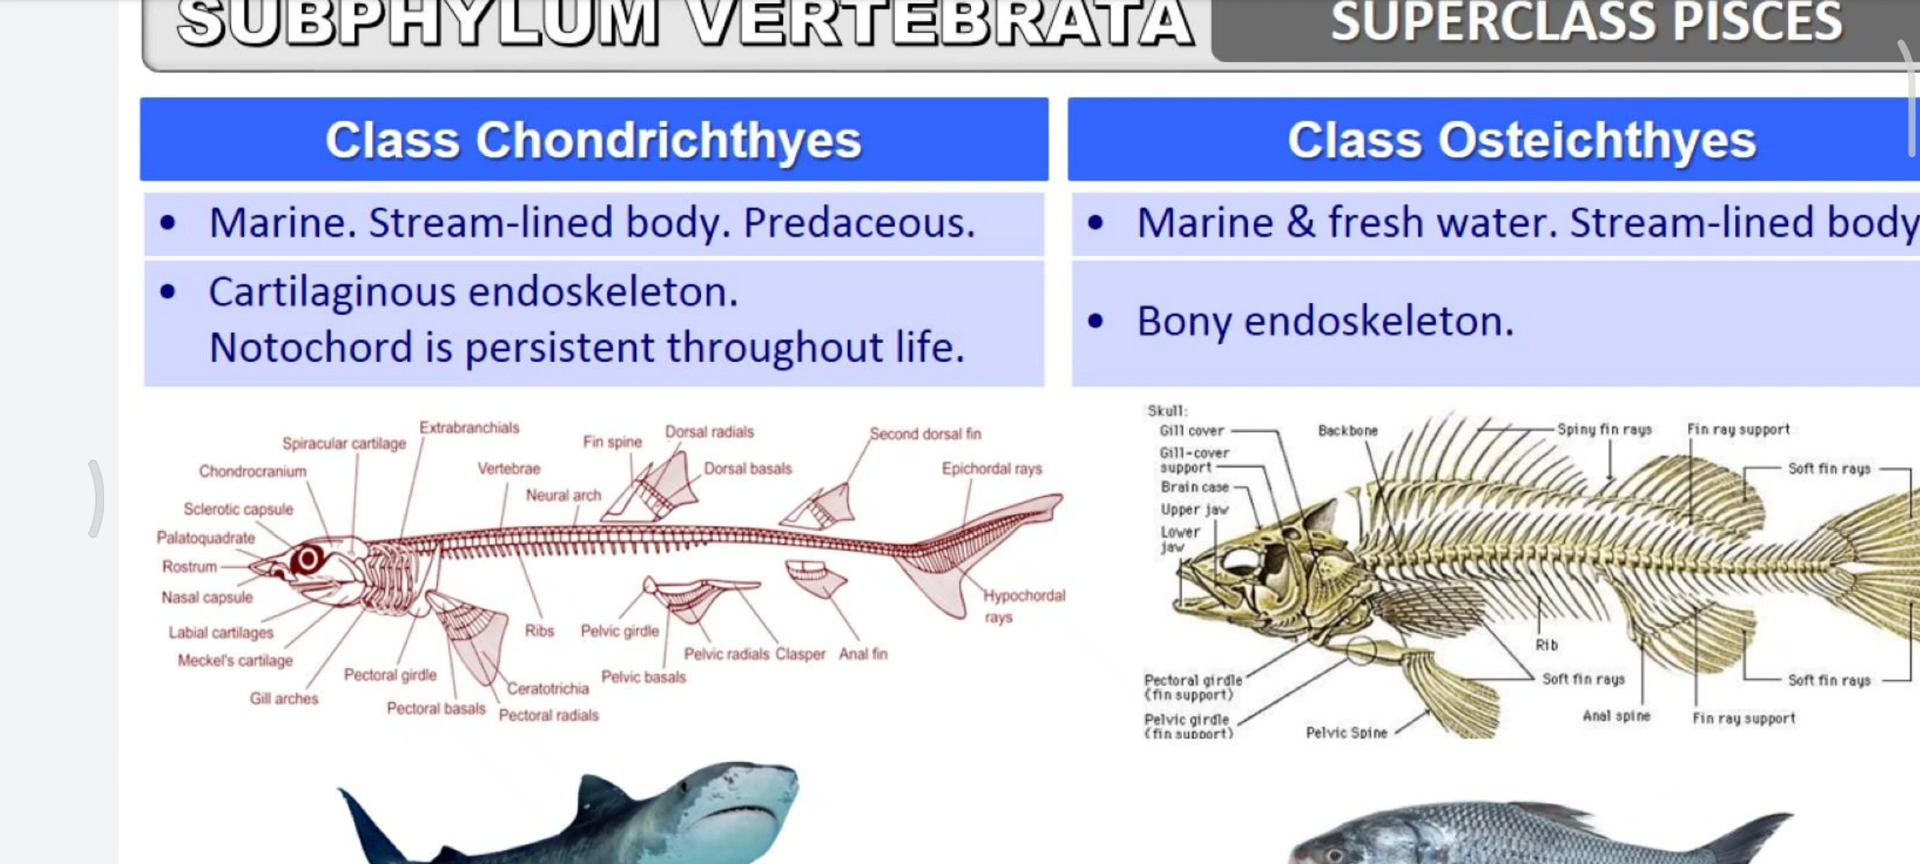 SUBPHYLUM VERTEBRATA
SUPERCLASS PISCES
Class Chondrichthyes
• Marine. Stream-lined body. Predaceous.
• Cartilaginous endoskeleton.
Notochord is persistent throughout life.
Extrabranchials
Spiracular cartilage
Chondrocranium
Sclerotic capsule
Palatoquadrate
Rostrum
Nasal capsule
Labial cartilages
Meckel's cartilage
Gill arches
Pectoral girdle
Pectoral basals
Pectoral radials
Ceratotrichia
Vertebrae
Neural arch
Fin spine
Dorsal radials
Dorsal basals
Second dorsal fin
Epichordal rays
Hypochordal
rays
Ribs
Pelvic girdle
Pelvic basals
Pelvic radials
Clasper
Anal fin
Class Osteichthyes
• Marine & fresh water. Stream-lined body
• Bony endoskeleton.
Skull:
Gill cover
Gill-cover
support
Brain case
Upper jaw
Lower
jaw
Backbone
Spiny fin rays
Fin ray support
Soft fin rays
Rib
Soft fin rays
Soft fin rays
Anal spine
Fin ray support
Pectoral girdle
(fin support)
Pelvic girdle
(fin support)
Pelvic Spine